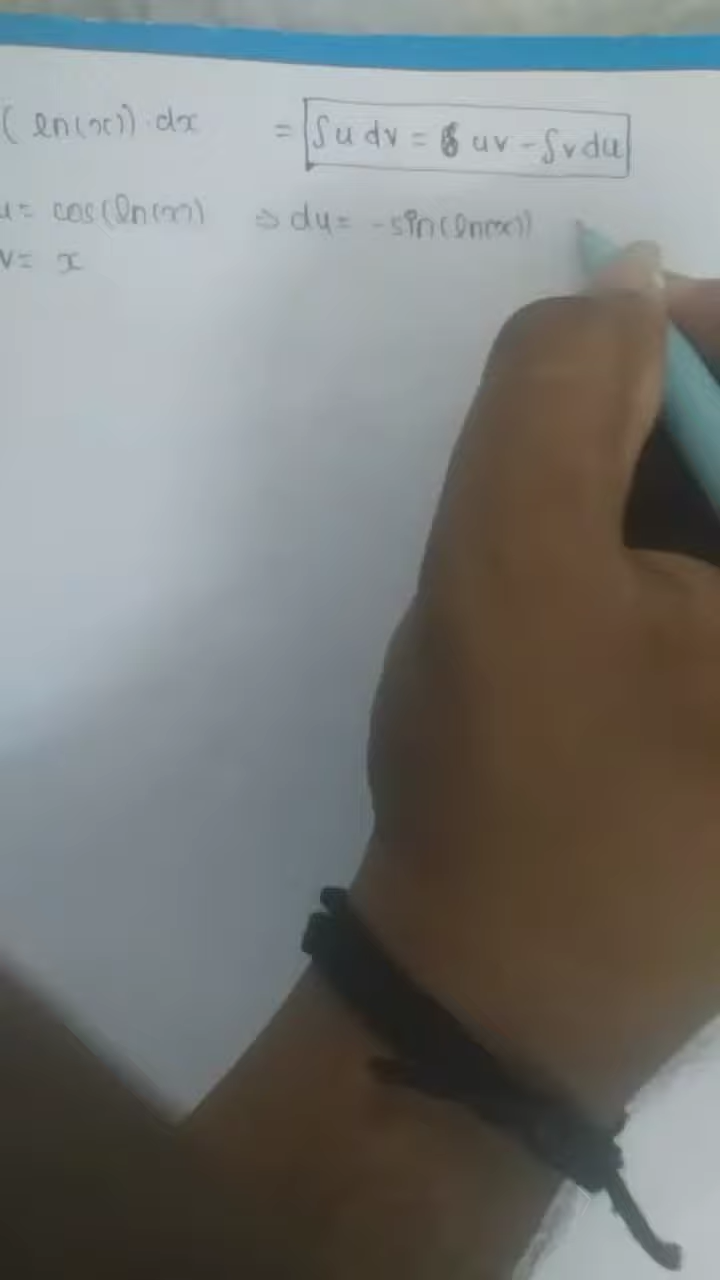 ( ln(x)) . dx = ∫u dv = uv - ∫v du
u = cos(ln(x)) ⇒ du = -sin(ln(x))
v = x